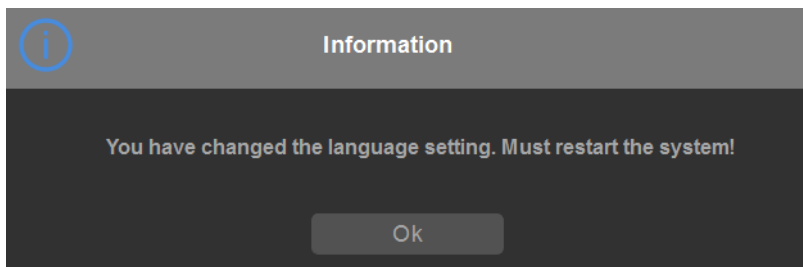 Information
You have changed the language setting. Must restart the system!
Ok